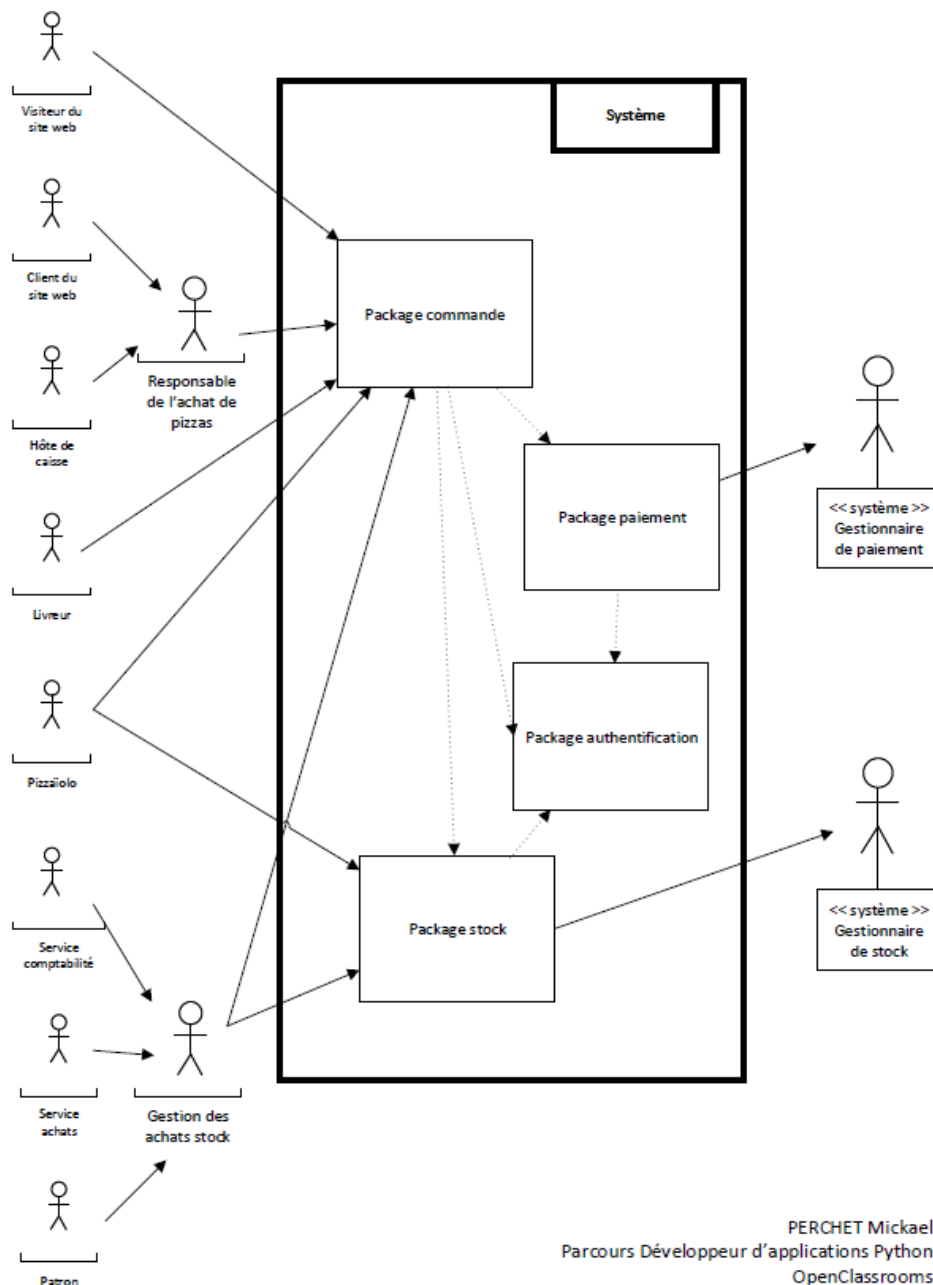 Visiteur du
site web
Système
Client du
site web
Package commande
Responsable
de l'achat de
pizzas
Hôte de
caisse
Package paiement
<< système >>
Gestionnaire
de paiement
Livreur
Package authentification
Pizzaïolo
Package stock
<< système >>
Gestionnaire
de stock
Service
comptabilité
Service
achats
Gestion des
achats stock
Patron
PERCHET Mickael
Parcours Développeur d'applications Python
OpenClassrooms